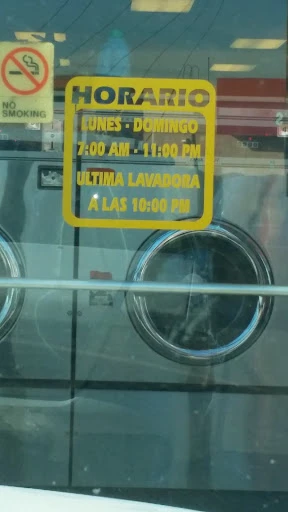 NO
SMOKING
HORARIO
LUNES - DOMINGO
7:00 AM - 11:00 PM
ULTIMA LAVADORA
A LAS 10:00 PM